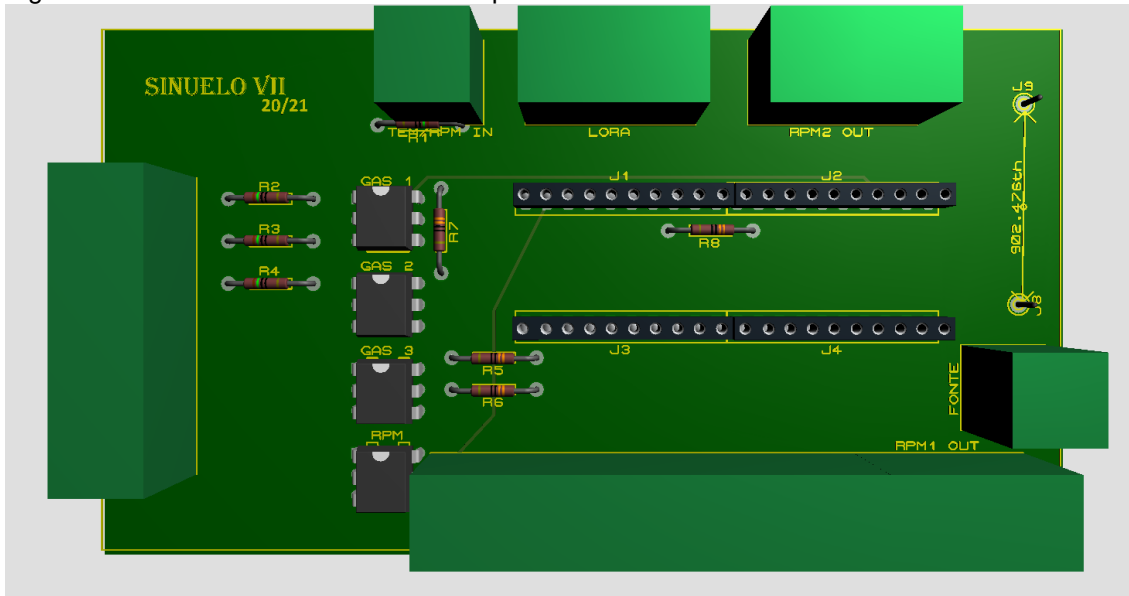 SINUELO VII
20/21
TEM/RPM IN
LORA
RPM2 OUT
R1
J9
R2
GAS 1
J1
J2
R3
R7
R8
902.476th
R4
GAS 2
J8
GAS 3
J3
J4
R5
R6
FONTE
RPM
RPM1 OUT